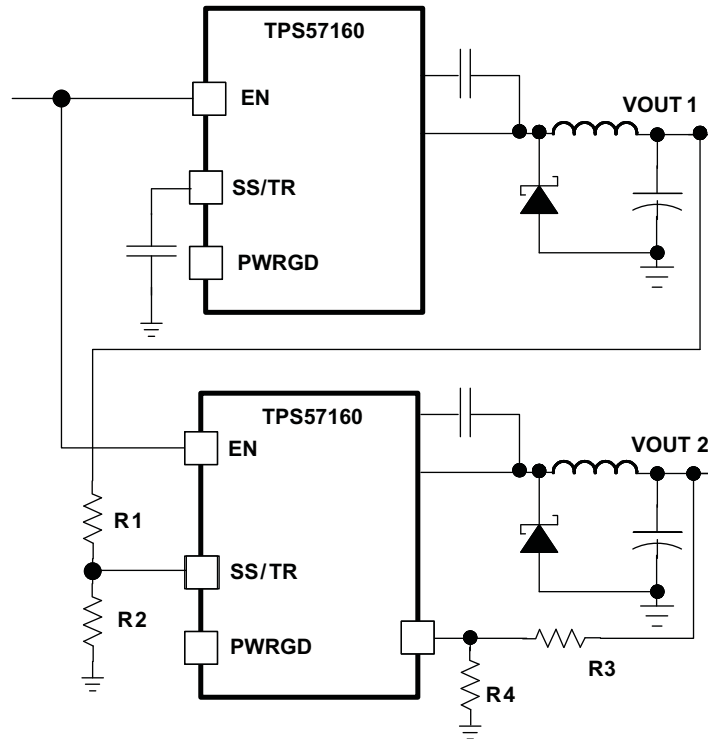 TPS57160
EN
VOUT 1
SS/TR
PWRGD
TPS57160
EN
VOUT 2
R1
SS/TR
R2
PWRGD
R3
R4